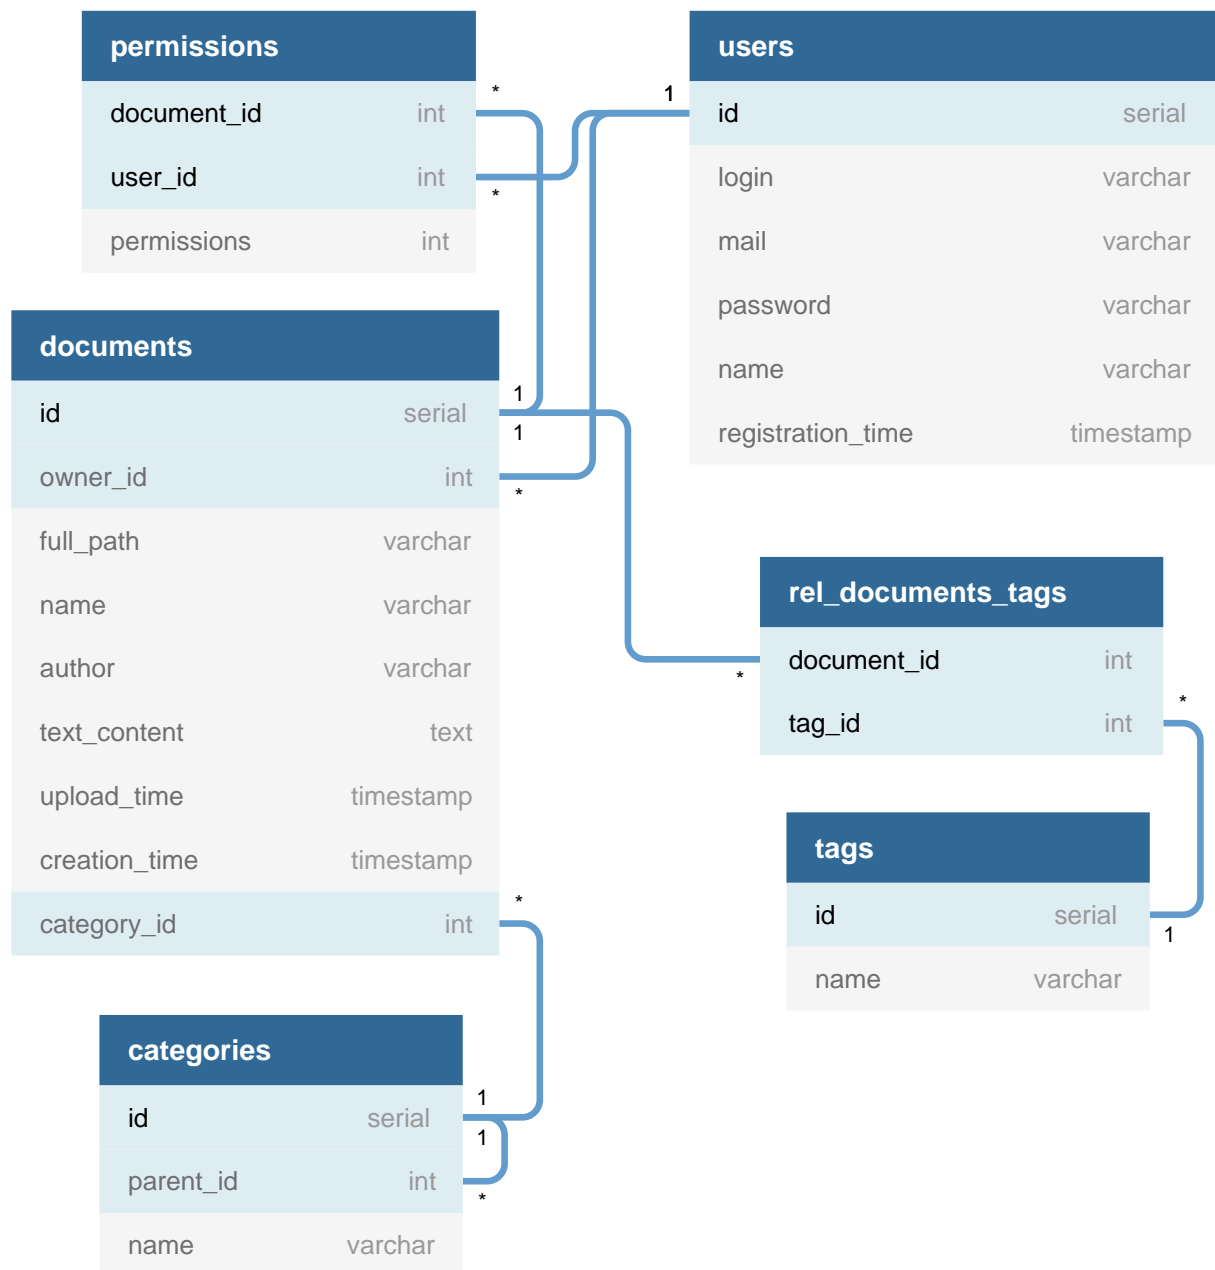 permissions
document_id int
user_id int
permissions int
* 
*
1
users
id serial
login varchar
mail varchar
password varchar
name varchar
registration_time timestamp
documents
id serial
owner_id int
full_path varchar
name varchar
author varchar
text_content text
upload_time timestamp
creation_time timestamp
category_id int
1
1
*
*
rel_documents_tags
document_id int
tag_id int
*
*
tags
id serial
name varchar
1
categories
id serial
parent_id int
name varchar
1
1
*